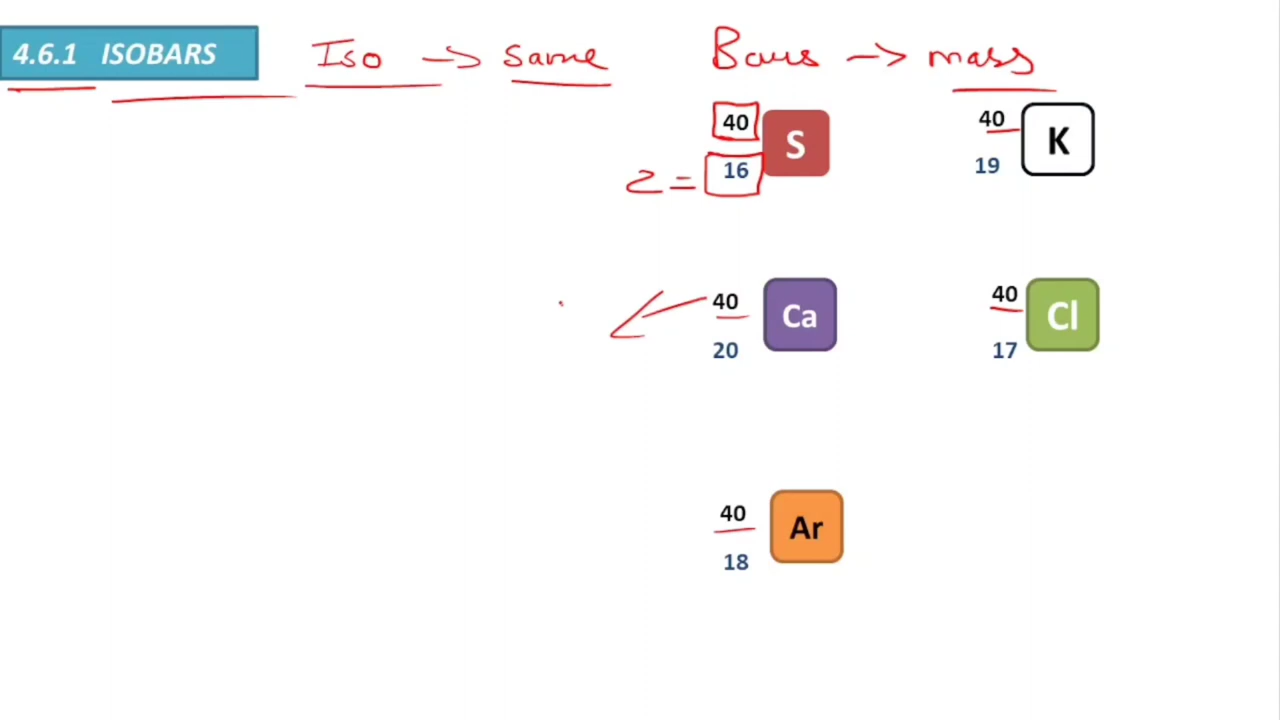 4.6.1 ISOBARS
Iso → Same Bars → mass
40
16
S
Z =
40
19
K
40
20
Ca
40
17
Cl
40
18
Ar